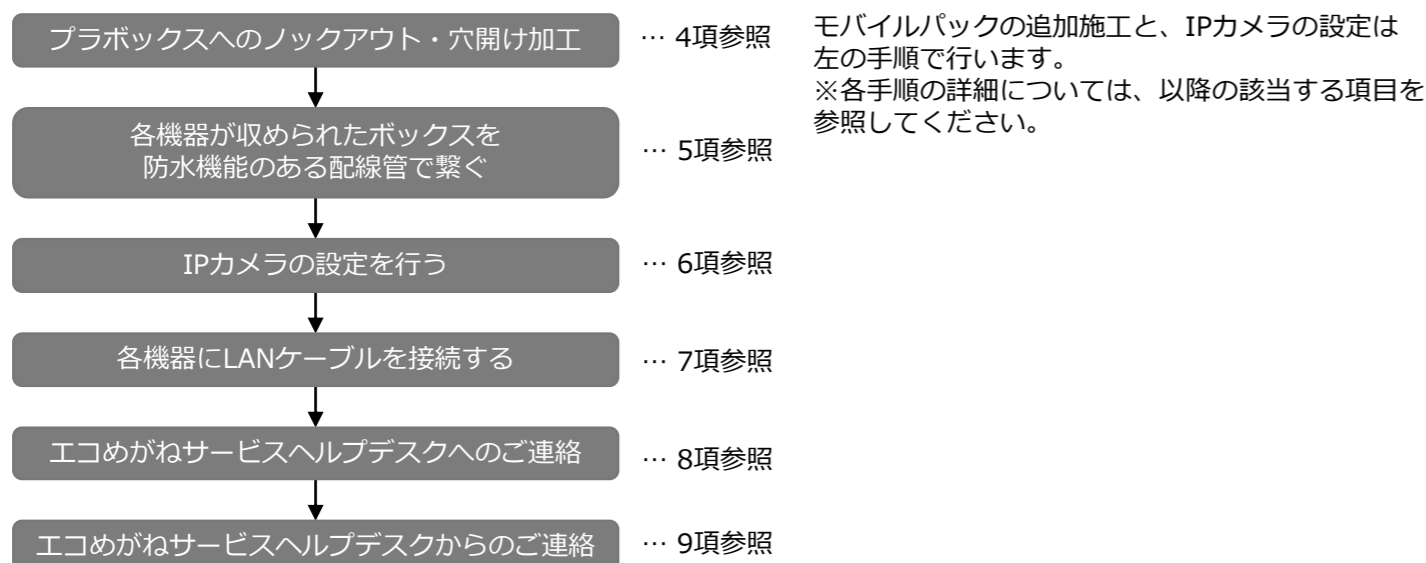 プラボックスへのノックアウト・穴開け加工
… 4項参照
各機器が収められたボックスを
防水機能のある配線管で繋ぐ
… 5項参照
IPカメラの設定を行う
… 6項参照
各機器にLANケーブルを接続する
… 7項参照
エコめがねサービスヘルプデスクへのご連絡
… 8項参照
エコめがねサービスヘルプデスクからのご連絡
… 9項参照
モバイルパックの追加施工と、IPカメラの設定は
左の手順で行います。
※各手順の詳細については、以降の該当する項目を
参照してください。